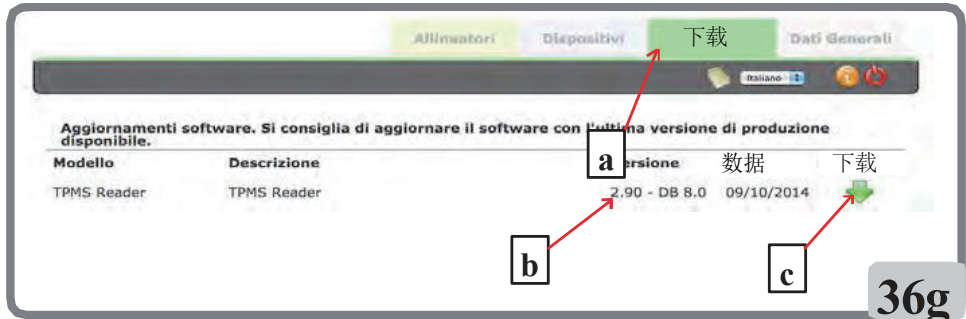 Allineatori Dispositivi 下载 Dati Generali
Italiano
Aggiornamenti software. Si consiglia di aggiornare il software con l'ultima versione di produzione
disponibile.
a
Modello Descrizione ersione 数据 下载
TPMS Reader TPMS Reader 2.90 - DB 8.0 09/10/2014
b
c
36g